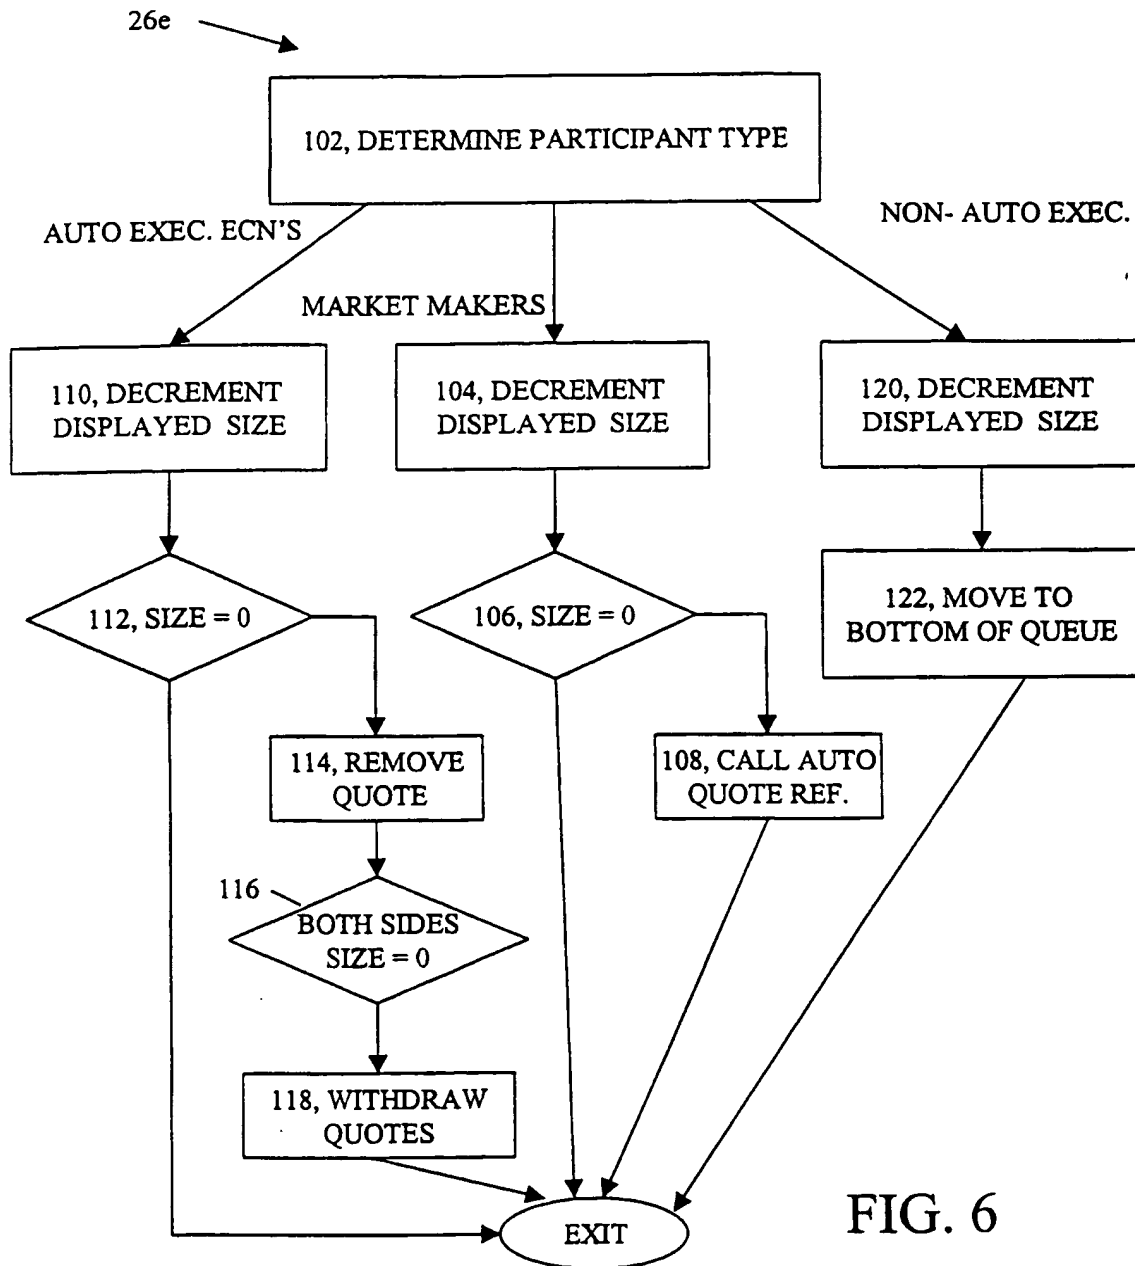 26e
102, DETERMINE PARTICIPANT TYPE
AUTO EXEC. ECN'S
NON- AUTO EXEC.
MARKET MAKERS
110, DECREMENT
DISPLAYED SIZE
104, DECREMENT
DISPLAYED SIZE
120, DECREMENT
DISPLAYED SIZE
112, SIZE = 0
106, SIZE = 0
122, MOVE TO
BOTTOM OF QUEUE
114, REMOVE
QUOTE
108, CALL AUTO
QUOTE REF.
116
BOTH SIDES
SIZE = 0
118, WITHDRAW
QUOTES
EXIT
FIG. 6